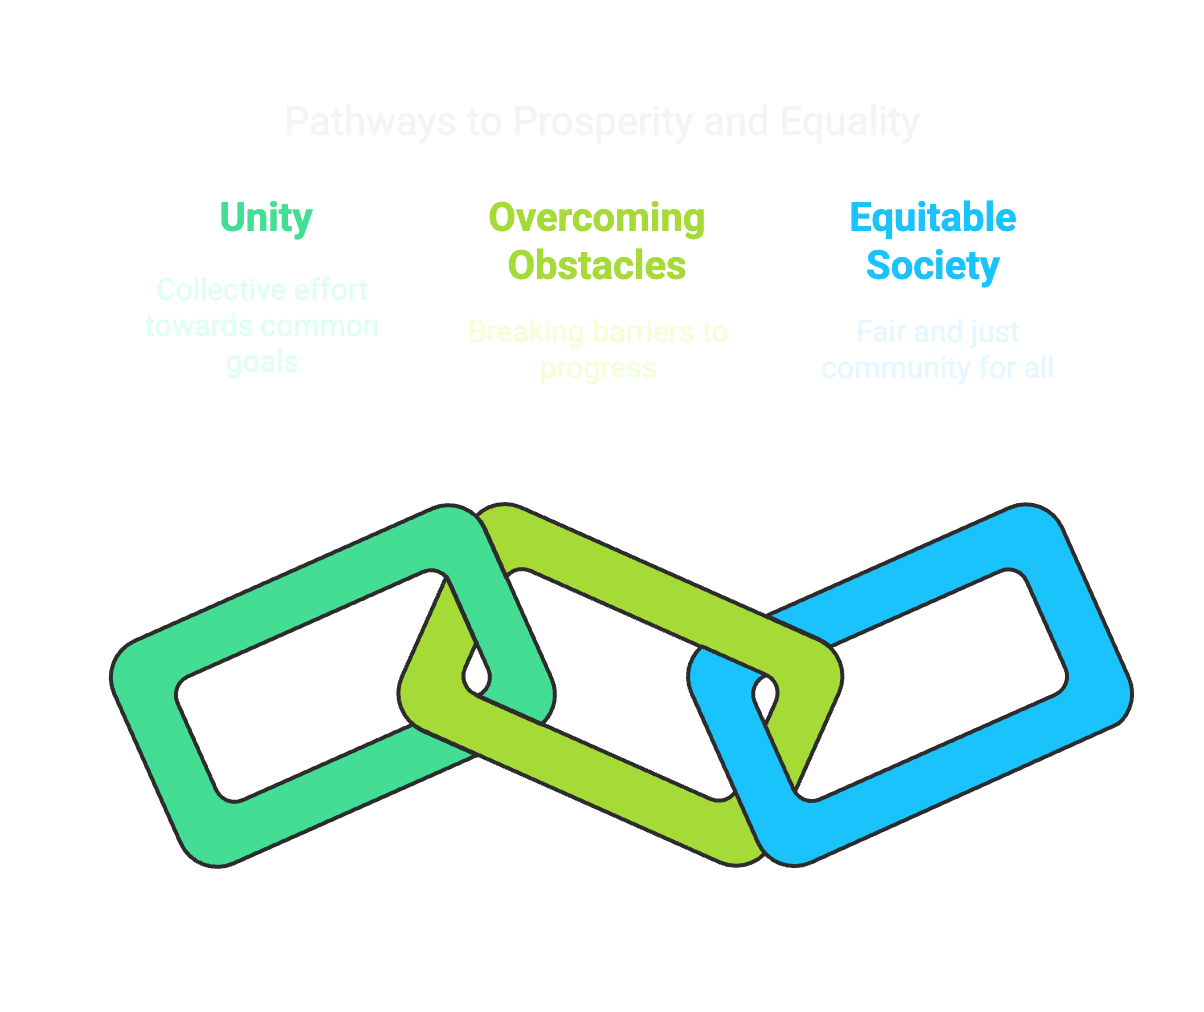 Pathways to Prosperity and Equality
Unity
Collective effort
towards common
goals
Overcoming
Obstacles
Breaking barriers to
progress
Equitable
Society
Fair and just
community for all